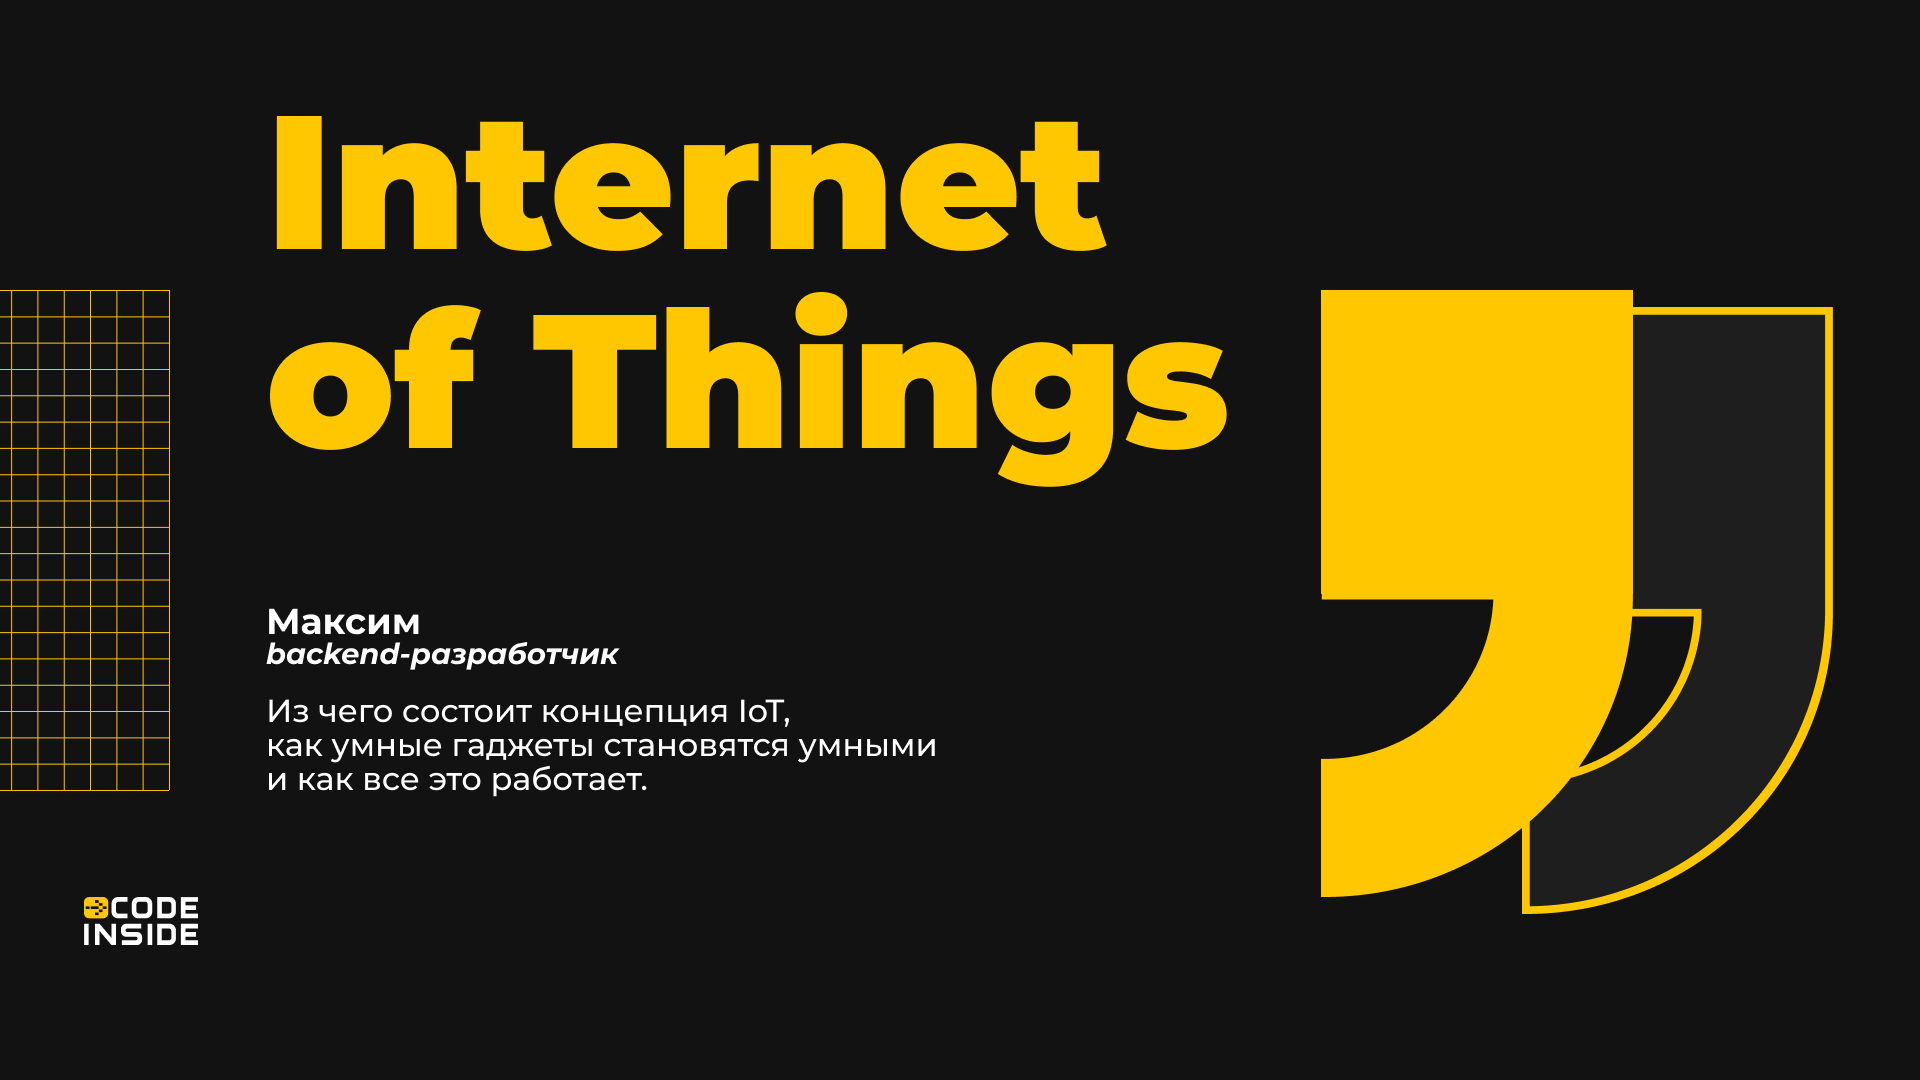 Internet
of Things
Максим
backend-разработчик
Из чего состоит концепция IoT,
как умные гаджеты становятся умными
и как все это работает.
CODE
INSIDE